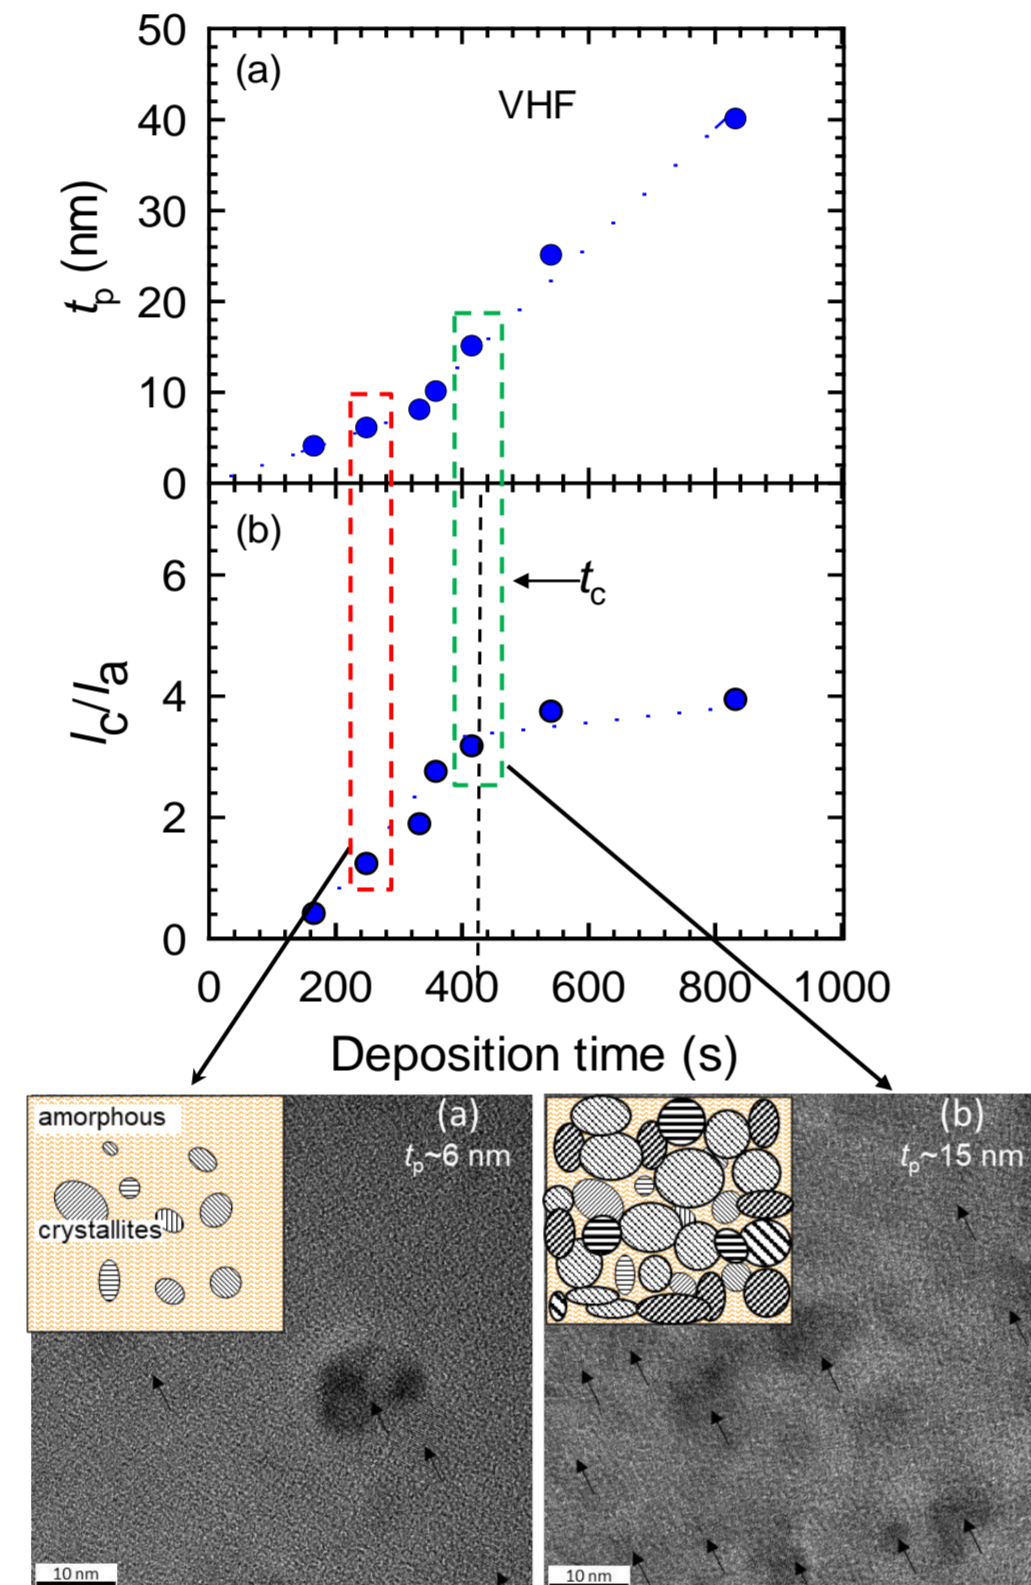 50
(a)
VHF
40
30
tp (nm)
20
10
0
(b)
6
tc
4
Ic/Ia
2
0
0 200 400 600 800 1000
Deposition time (s)
amorphous
crystallites
(a)
tp~6 nm
10 nm
(b)
tp~15 nm
10 nm